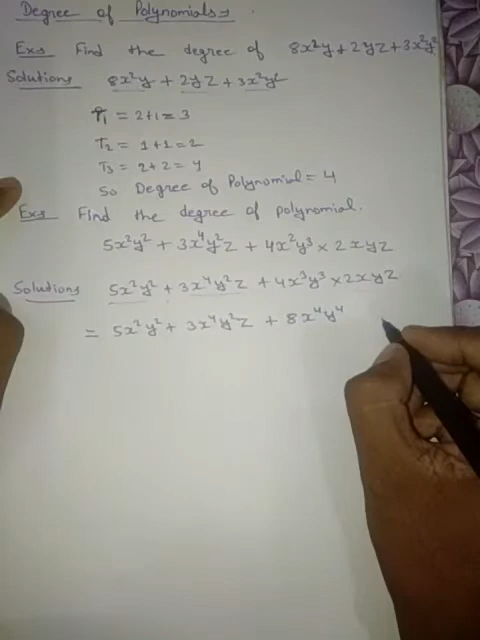 Degree of Polynomials→
Ex:- Find the degree of 8x²y+2yz+3x²y²
Solution:- 8x²y + 2yz + 3x²y²
T₁ = 2+1 = 3
T₂ = 1+1 = 2
T₃ = 2+2 = 4
So Degree of Polynomial = 4
Ex:- Find the degree of polynomial.
5x²y² + 3x⁴y²z + 4x²y³ × 2xyz
Solution:- 5x²y² + 3x⁴y²z + 4x³y³ × 2xyz
= 5x²y² + 3x⁴y²z + 8x⁴y⁴